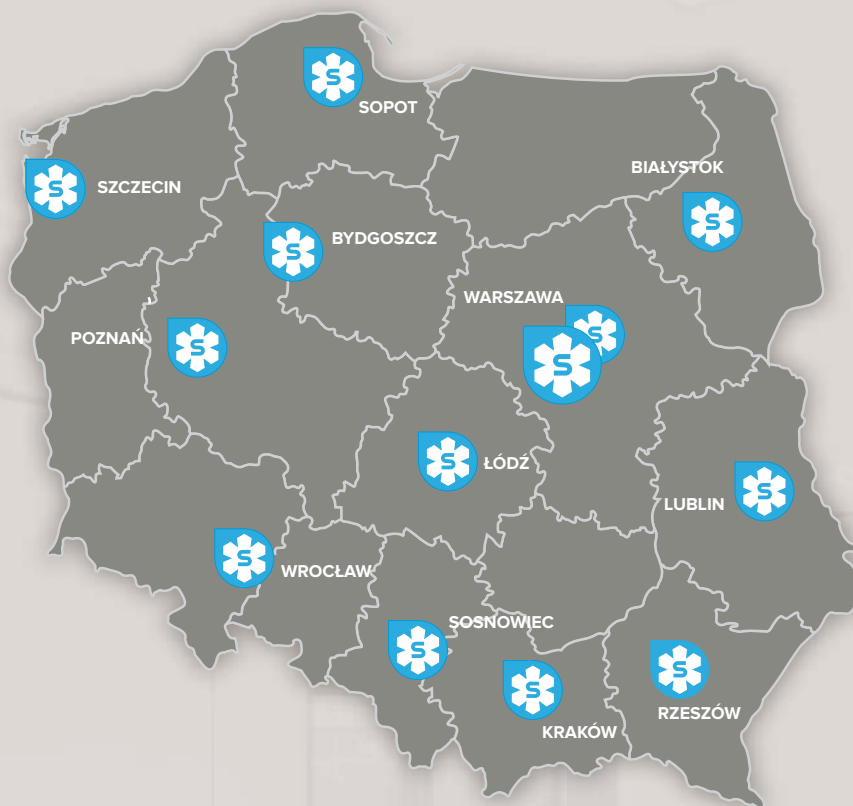 SOPOT
BIAŁYSTOK
SZCZECIN
BYDGOSZCZ
WARSZAWA
POZNAŃ
ŁÓDŹ
LUBLIN
WROCŁAW
SOSNOWIEC
RZESZÓW
KRAKÓW
S
S
S
S
S
S
S
S
S
S
S
S
S